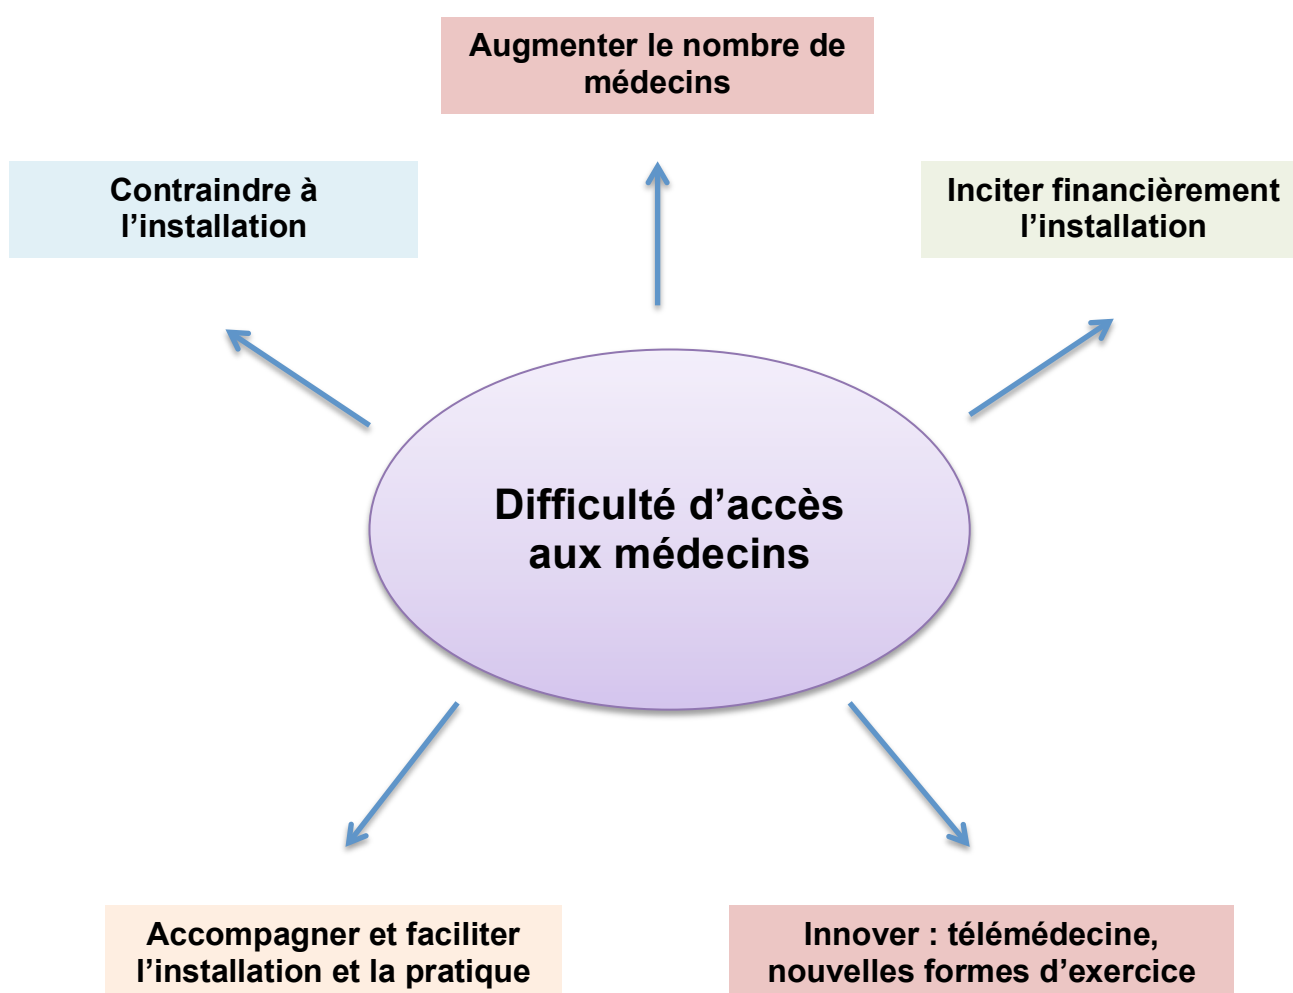 Augmenter le nombre de
médecins
Contraindre à
l’installation
Inciter financièrement
l’installation
Difficulté d’accès
aux médecins
Accompagner et faciliter
l’installation et la pratique
Innover : télémédecine,
nouvelles formes d’exercice